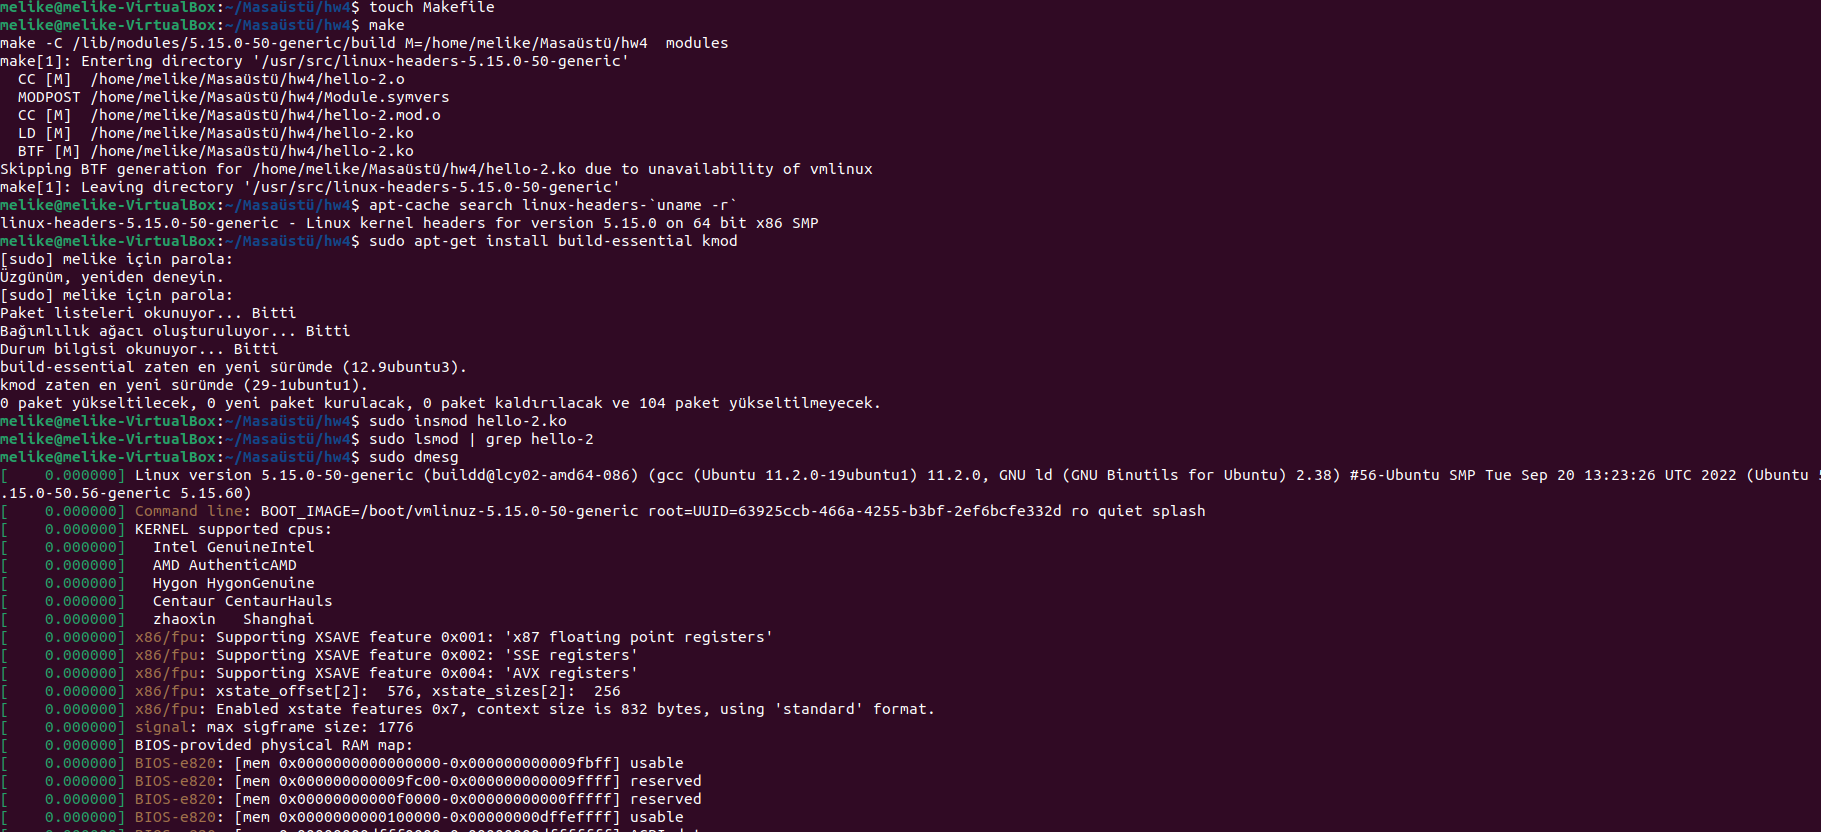 melike@melike-VirtualBox:~/Masaüstü/hw4$ touch Makefile
melike@melike-VirtualBox:~/Masaüstü/hw4$ make
make -C /lib/modules/5.15.0-50-generic/build M=/home/melike/Masaüstü/hw4  modules
make[1]: Entering directory '/usr/src/linux-headers-5.15.0-50-generic'
  CC [M]  /home/melike/Masaüstü/hw4/hello-2.o
  MODPOST /home/melike/Masaüstü/hw4/Module.symvers
  CC [M]  /home/melike/Masaüstü/hw4/hello-2.mod.o
  LD [M]  /home/melike/Masaüstü/hw4/hello-2.ko
  BTF [M] /home/melike/Masaüstü/hw4/hello-2.ko
Skipping BTF generation for /home/melike/Masaüstü/hw4/hello-2.ko due to unavailability of vmlinux
make[1]: Leaving directory '/usr/src/linux-headers-5.15.0-50-generic'
melike@melike-VirtualBox:~/Masaüstü/hw4$ apt-cache search linux-headers-`uname -r`
linux-headers-5.15.0-50-generic - Linux kernel headers for version 5.15.0 on 64 bit x86 SMP
melike@melike-VirtualBox:~/Masaüstü/hw4$ sudo apt-get install build-essential kmod
[sudo] melike için parola:
Üzgünüm, yeniden deneyin.
[sudo] melike için parola:
Paket listeleri okunuyor... Bitti
Bağımlılık ağacı oluşturuluyor... Bitti
Durum bilgisi okunuyor... Bitti
build-essential zaten en yeni sürümde (12.9ubuntu3).
kmod zaten en yeni sürümde (29-1ubuntu1).
0 paket yükseltilecek, 0 yeni paket kurulacak, 0 paket kaldırılacak ve 104 paket yükseltilmeyecek.
melike@melike-VirtualBox:~/Masaüstü/hw4$ sudo insmod hello-2.ko
melike@melike-VirtualBox:~/Masaüstü/hw4$ sudo lsmod | grep hello-2
melike@melike-VirtualBox:~/Masaüstü/hw4$ sudo dmesg
[    0.000000] Linux version 5.15.0-50-generic (buildd@lcy02-amd64-086) (gcc (Ubuntu 11.2.0-19ubuntu1) 11.2.0, GNU ld (GNU Binutils for Ubuntu) 2.38) #56-Ubuntu SMP Tue Sep 20 13:23:26 UTC 2022 (Ubuntu 5
.15.0-50.56-generic 5.15.60)
[    0.000000] Command line: BOOT_IMAGE=/boot/vmlinuz-5.15.0-50-generic root=UUID=63925ccb-466a-4255-b3bf-2ef6bcfe332d ro quiet splash
[    0.000000] KERNEL supported cpus:
[    0.000000]   Intel GenuineIntel
[    0.000000]   AMD AuthenticAMD
[    0.000000]   Hygon HygonGenuine
[    0.000000]   Centaur CentaurHauls
[    0.000000]   zhaoxin   Shanghai
[    0.000000] x86/fpu: Supporting XSAVE feature 0x001: 'x87 floating point registers'
[    0.000000] x86/fpu: Supporting XSAVE feature 0x002: 'SSE registers'
[    0.000000] x86/fpu: Supporting XSAVE feature 0x004: 'AVX registers'
[    0.000000] x86/fpu: xstate_offset[2]:  576, xstate_sizes[2]:  256
[    0.000000] x86/fpu: Enabled xstate features 0x7, context size is 832 bytes, using 'standard' format.
[    0.000000] signal: max sigframe size: 1776
[    0.000000] BIOS-provided physical RAM map:
[    0.000000] BIOS-e820: [mem 0x0000000000000000-0x000000000009fbff] usable
[    0.000000] BIOS-e820: [mem 0x000000000009fc00-0x000000000009ffff] reserved
[    0.000000] BIOS-e820: [mem 0x00000000000f0000-0x00000000000fffff] reserved
[    0.000000] BIOS-e820: [mem 0x0000000000100000-0x00000000dffeffff] usable